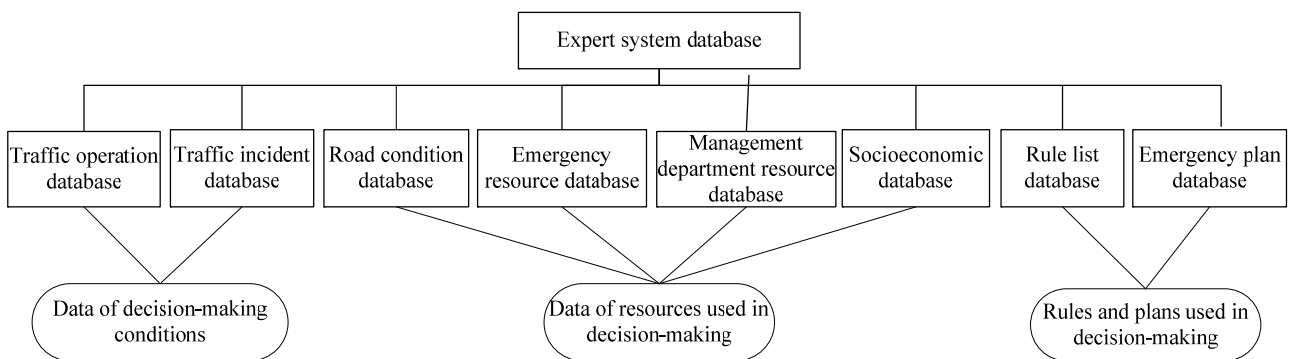 Expert system database
Traffic operation
database
Traffic incident
database
Road condition
database
Emergency
resource database
Management
department resource
database
Socioeconomic
database
Rule list
database
Emergency plan
database
Data of decision-making
conditions
Data of resources used in
decision-making
Rules and plans used in
decision-making